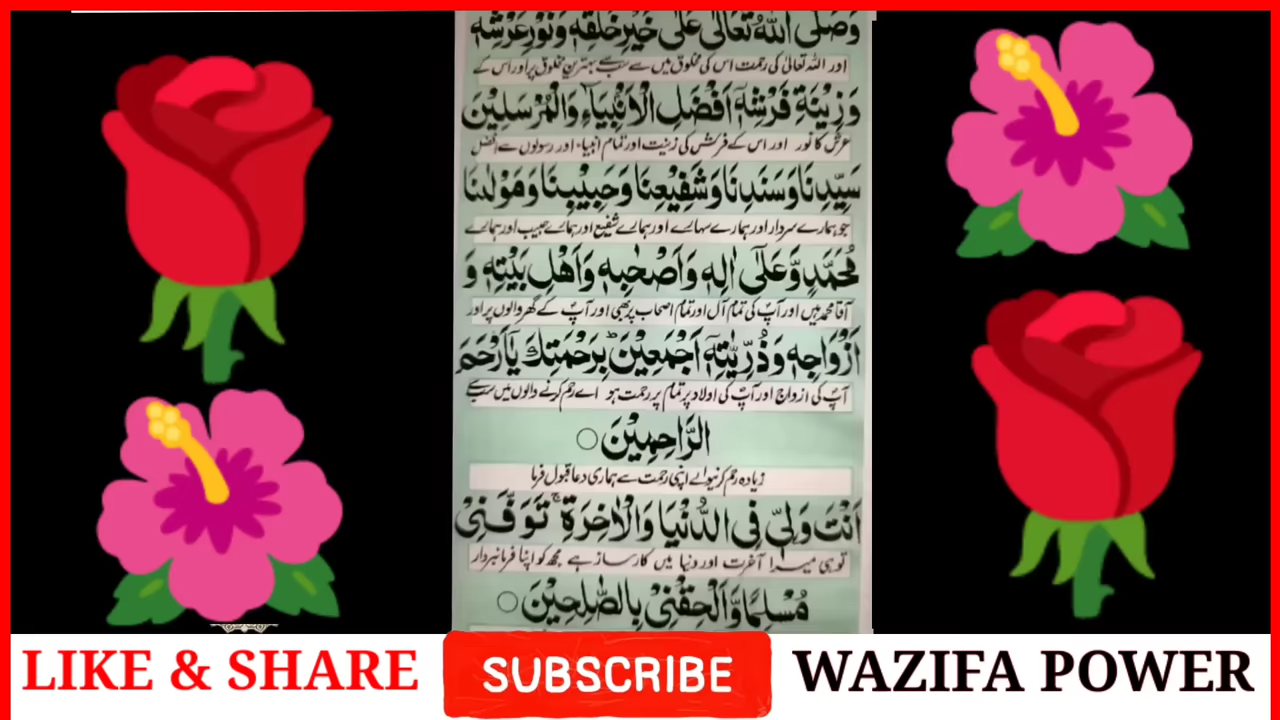 وَصَلَّى اللّٰهُ تَعَالٰى عَلٰى خَيْرِ خَلْقِهٖ وَنُوْرِ عَرْشِهٖ
اور اللہ تعالیٰ کی رحمت اس کی مخلوق میں سے سب سے بہترین مخلوق پر اور اس کے
وَزِيْنَةِ فَرْشِهٖٓ اَفْضَلِ الْاَنْۢبِيَآءِ وَالْمُرْسَلِيْنَ
عرش کا نور اور اس کے فرش کی زینت اور تمام انبیاء اور رسولوں سے افضل
سَيِّدِنَا وَسَنَدِنَا وَشَفِيْعِنَا وَحَبِيْبِنَا وَمَوْلٰىنَا
جو ہمارے سردار اور ہمارے سہارے اور ہمارے شفیع اور ہمارے حبیب اور ہمارے
مُحَمَّدٍ وَّعَلٰٓى اٰلِهٖ وَاَصْحٰبِهٖ وَاَهْلِ بَيْتِهٖ وَ
آقا محمد ہیں اور آپؐ کی تمام آل اور تمام اصحاب پر بھی اور آپؐ کے گھر والوں پر اور
اَزْوَاجِهٖ وَذُرِّيّٰتِهٖٓ اَجْمَعِيْنَ ؕ بِرَحْمَتِكَ يَآ اَرْحَمَ
آپؐ کی ازواج اور آپؐ کی اولاد پر تمام پر رحمت ہو اے رحم کرنے والوں میں سب سے
الرَّاحِمِيْنَ ○
زیادہ رحم کرنیوالے اپنی رحمت سے ہماری دعا قبول فرما
اَنْتَ وَلِيّٖ فِى الدُّنْيَا وَالْاٰخِرَةِ ۚ تَوَفَّنِىْ
تو ہی میرا آخرت اور دنیا میں کارساز ہے مجھ کو اپنا فرمانبردار
مُسْلِمًا وَّاَلْحِقْنِىْ بِالصّٰلِحِيْنَ ○
LIKE & SHARE
SUBSCRIBE
WAZIFA POWER